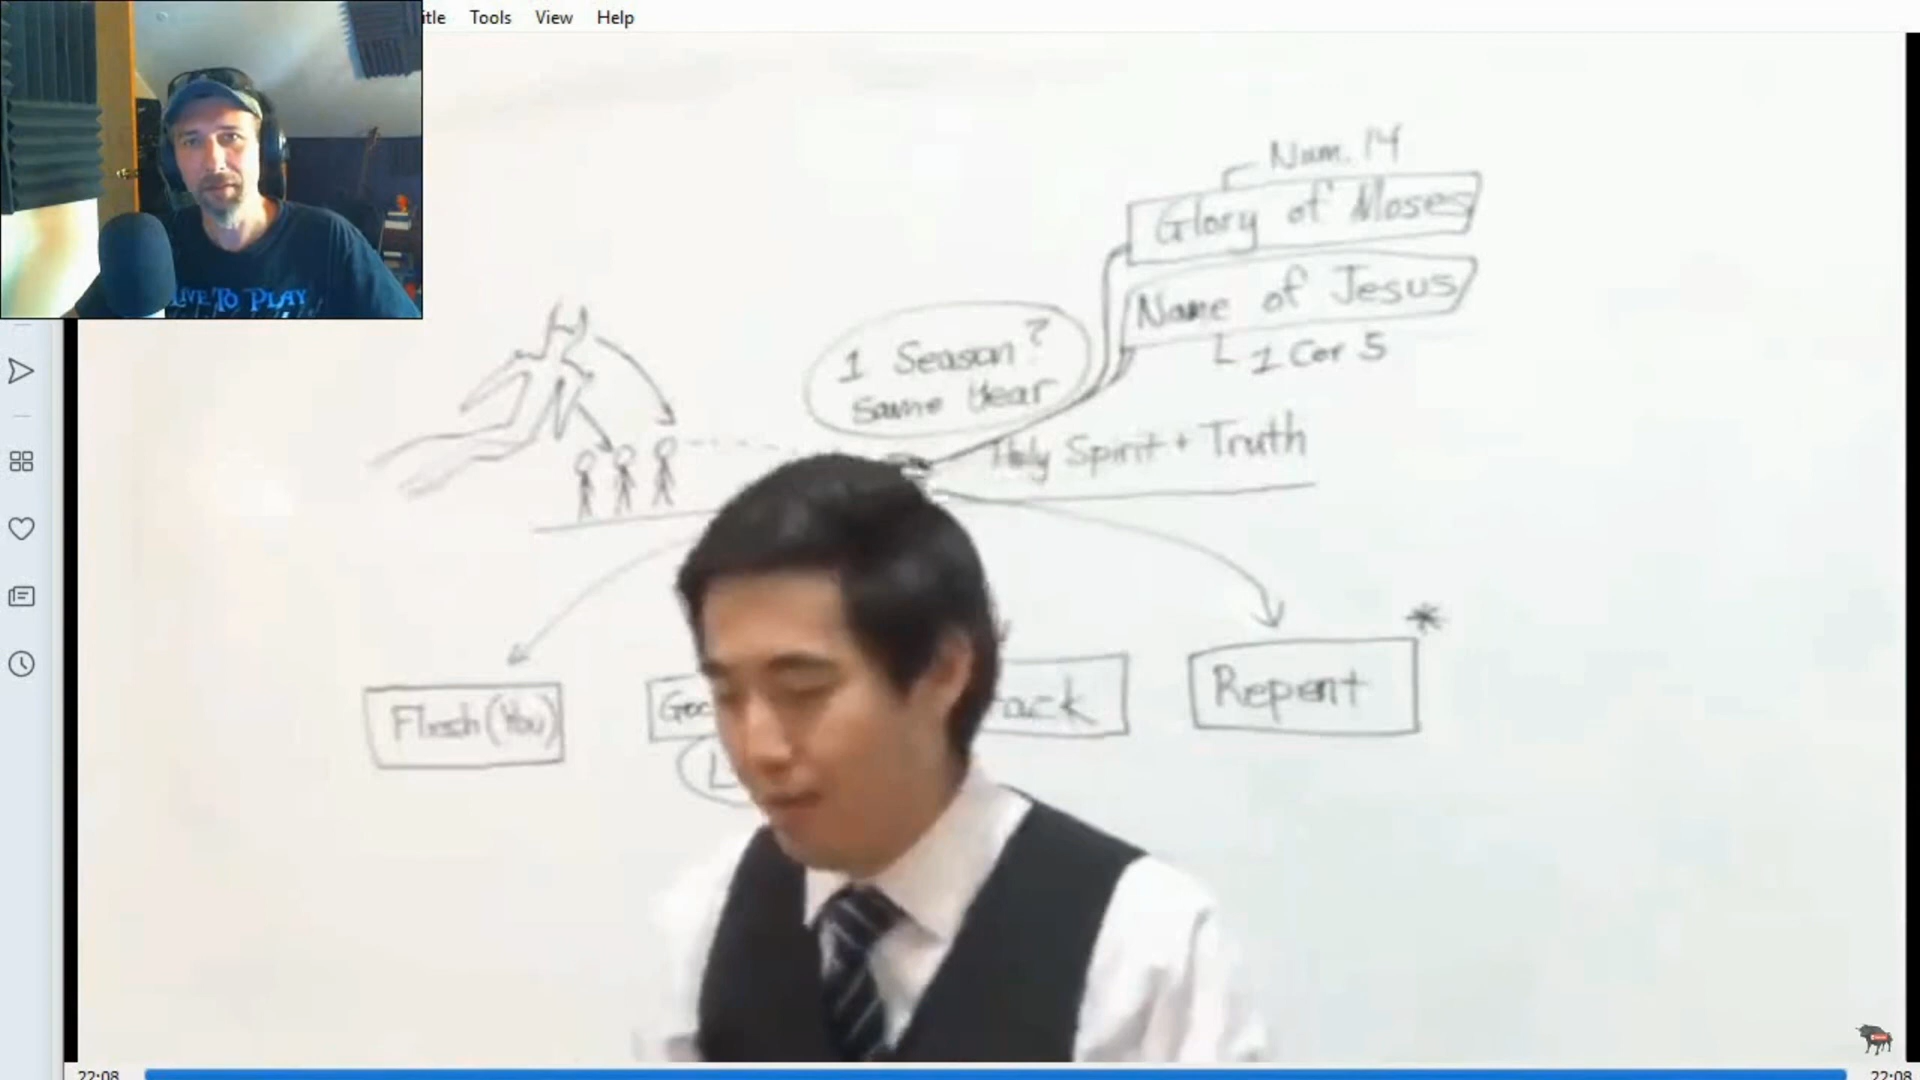 Tools View Help
LIVE TO PLAY
Num. 14
Glory of Moses
Name of Jesus
1 Cor 5
1 Season?
Same Year
Holy Spirit + Truth
Flesh (You)
Repent
*
22:08
22:08